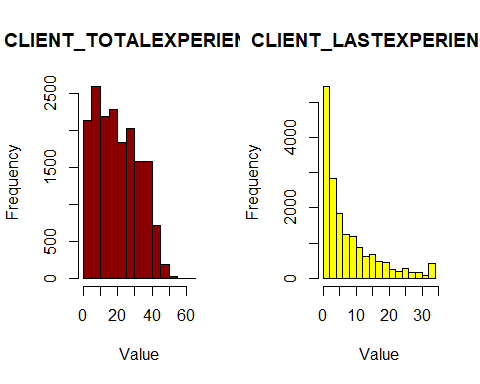 CLIENT_TOTALEXPERIEN
Frequency
2500
1500
500
0
0 20 40 60
Value
CLIENT_LASTEXPERIEN
Frequency
4000
2000
0
0 10 20 30
Value